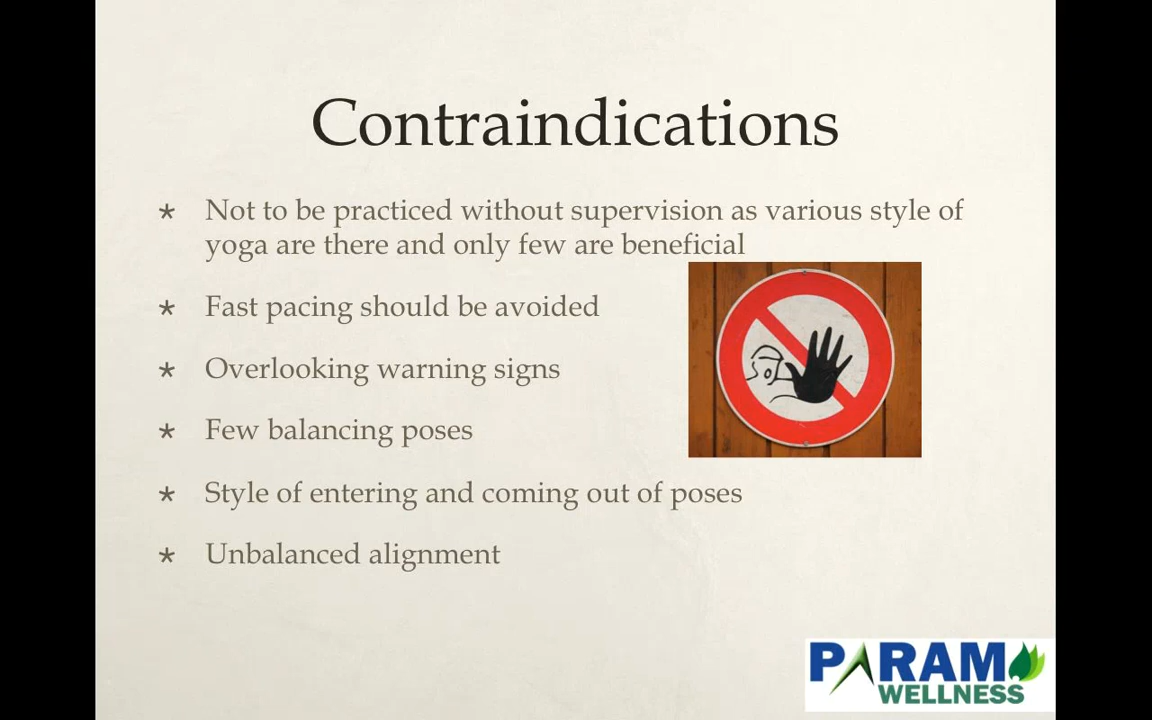 Contraindications
* Not to be practiced without supervision as various style of
yoga are there and only few are beneficial
* Fast pacing should be avoided
* Overlooking warning signs
* Few balancing poses
* Style of entering and coming out of poses
* Unbalanced alignment
PARAM
WELLNESS